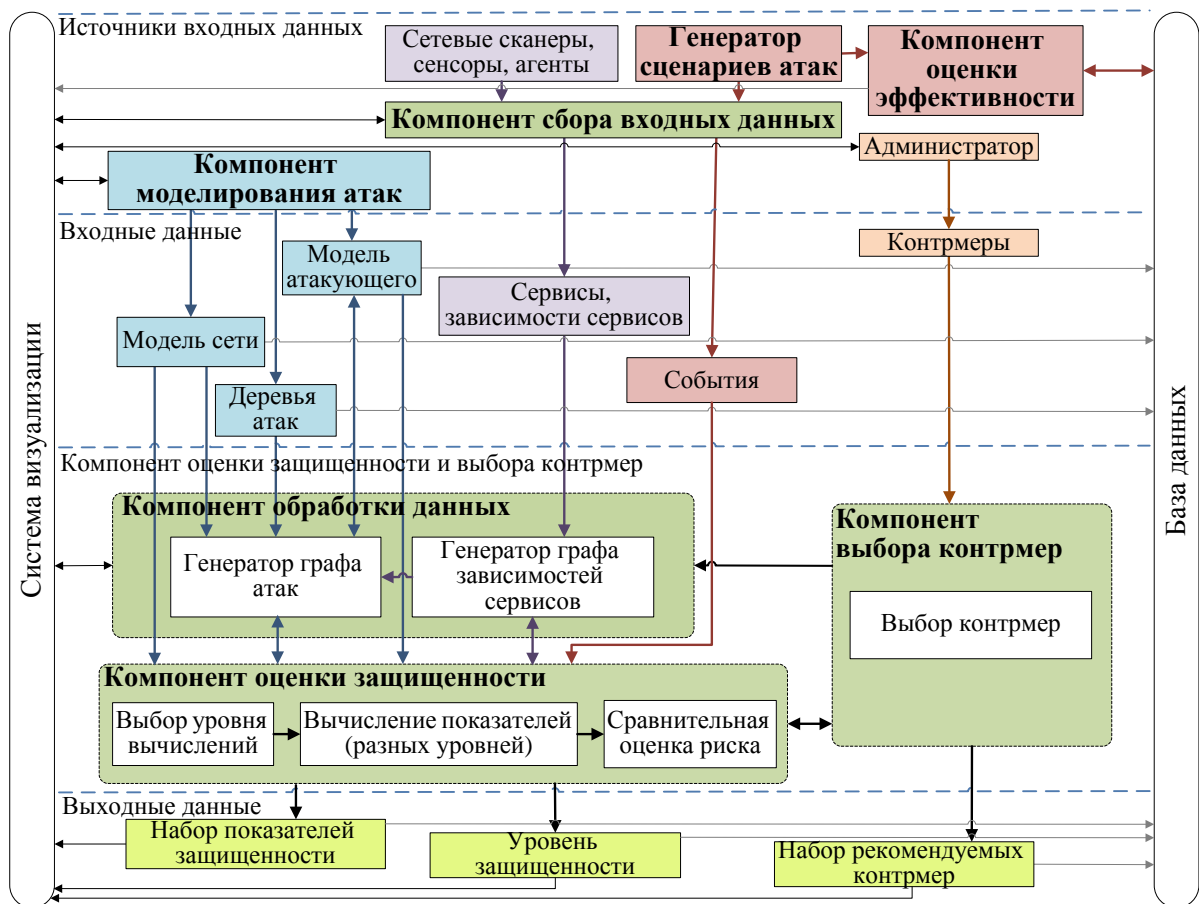 Источники входных данных
Сетевые сканеры,
сенсоры, агенты
Генератор
сценариев атак
Компонент
оценки
эффективности
Компонент сбора входных данных
Администратор
Компонент
моделирования атак
Входные данные
Модель
атакующего
Контрмеры
Сервисы,
зависимости сервисов
Модель сети
События
Деревья
атак
Система визуализации
База данных
Компонент оценки защищенности и выбора контрмер
Компонент обработки данных
Генератор графа
атак
Генератор графа
зависимостей
сервисов
Компонент
выбора контрмер
Выбор контрмер
Компонент оценки защищенности
Выбор уровня
вычислений
Вычисление показателей
(разных уровней)
Сравнительная
оценка риска
Выходные данные
Набор показателей
защищенности
Уровень
защищенности
Набор рекомендуемых
контрмер